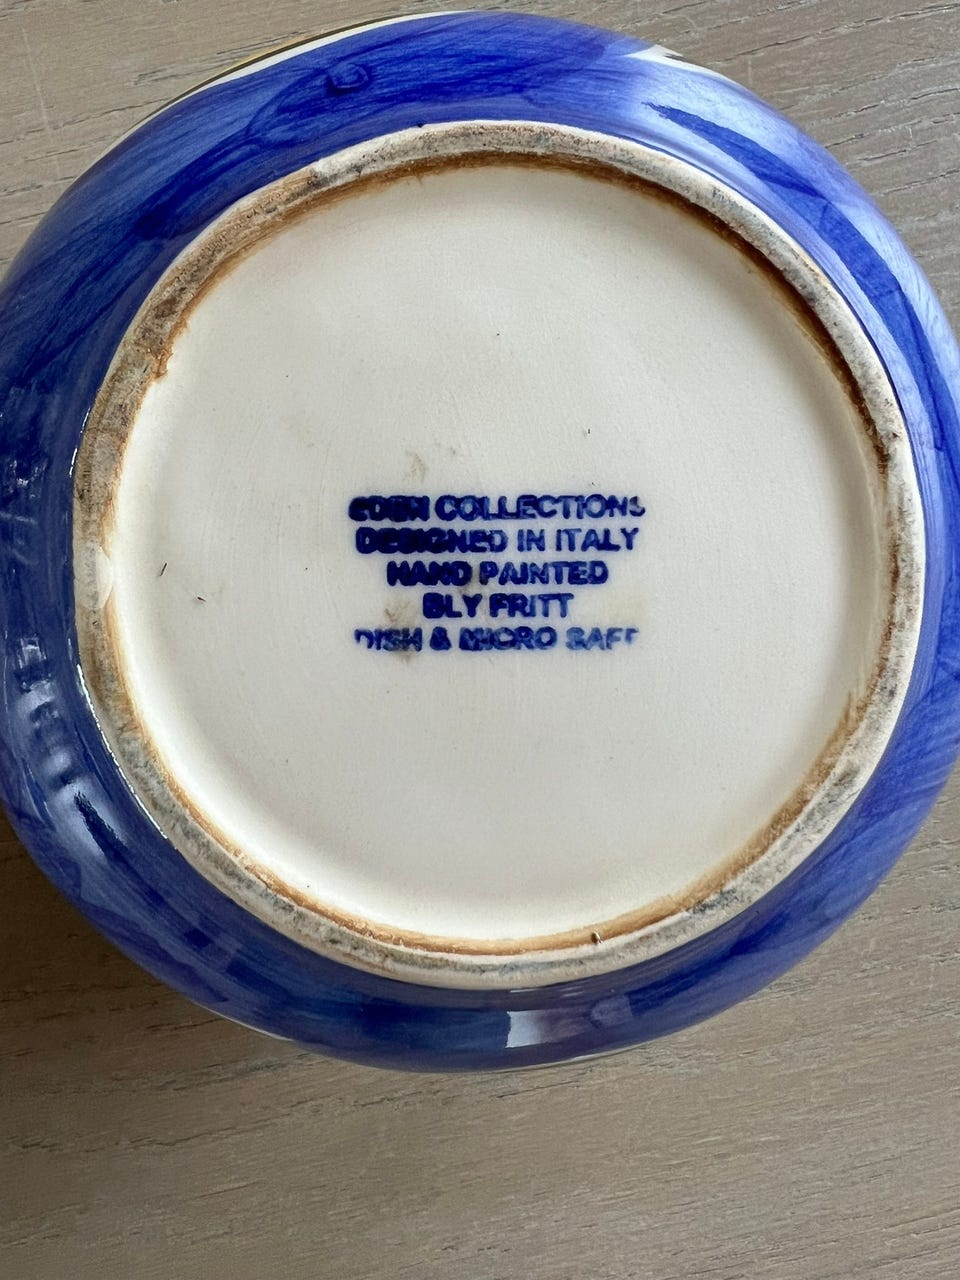 EDEN COLLECTIONS
DESIGNED IN ITALY
HAND PAINTED
BLY FRITT
DISH & MICRO SAFE